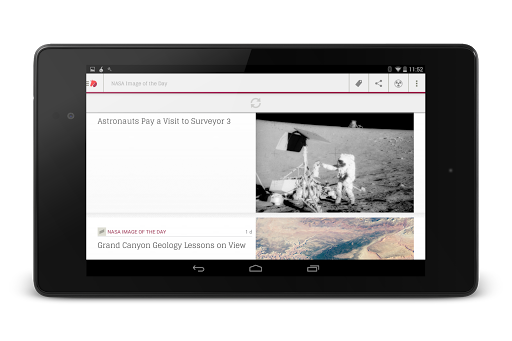 11:52
NASA Image of the Day
Astronauts Pay a Visit to Surveyor 3
NASA IMAGE OF THE DAY
1 d
Grand Canyon Geology Lessons on View